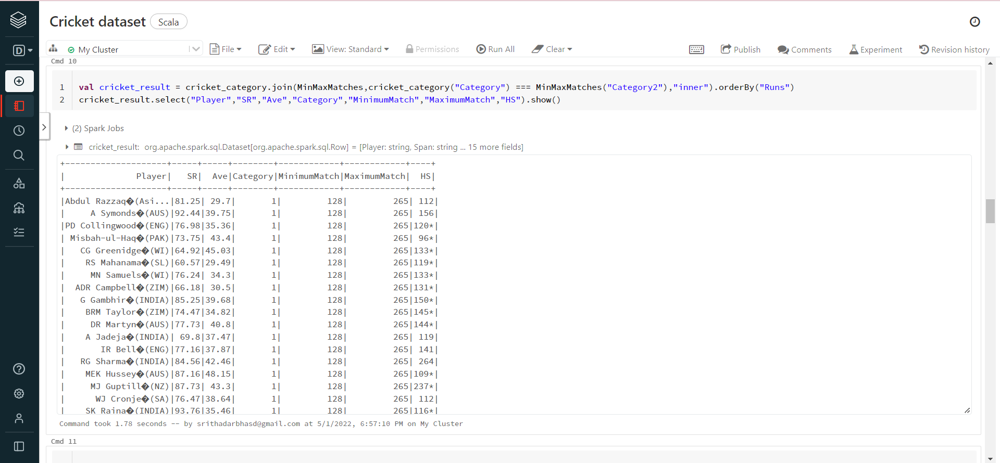 Cricket dataset Scala
D
My Cluster File Edit View: Standard Permissions Run All Clear Publish Comments Experiment Revision history
Cmd 10
1 val cricket_result = cricket_category.join(MinMaxMatches,cricket_category("Category") === MinMaxMatches("Category2"),"inner").orderBy("Runs")
2 cricket_result.select("Player","SR","Ave","Category","MinimumMatch","MaximumMatch","HS").show()
(2) Spark Jobs
cricket_result: org.apache.spark.sql.Dataset[org.apache.spark.sql.Row] = [Player: string, Span: string ... 15 more fields]
+--------------------+-----+-----+--------+------------+------------+----+
|              Player|   SR|  Ave|Category|MinimumMatch|MaximumMatch|  HS|
+--------------------+-----+-----+--------+------------+------------+----+
|Abdul Razzaq�(Asi...|81.25| 29.7|       1|         128|         265| 112|
|     A Symonds�(AUS)|92.44|39.75|       1|         128|         265| 156|
|PD Collingwood�(ENG)|76.98|35.36|       1|         128|         265|120*|
| Misbah-ul-Haq�(PAK)|73.75| 43.4|       1|         128|         265| 96*|
|   CG Greenidge�(WI)|64.92|45.03|       1|         128|         265|133*|
|    RS Mahanama�(SL)|60.57|29.49|       1|         128|         265|119*|
|     MN Samuels�(WI)|76.24| 34.3|       1|         128|         265|133*|
|  ADR Campbell�(ZIM)|66.18| 30.5|       1|         128|         265|131*|
|   G Gambhir�(INDIA)|85.25|39.68|       1|         128|         265|150*|
|    BRM Taylor�(ZIM)|74.47|34.82|       1|         128|         265|145*|
|     DR Martyn�(AUS)|77.73| 40.8|       1|         128|         265|144*|
|    A Jadeja�(INDIA)| 69.8|37.47|       1|         128|         265| 119|
|       IR Bell�(ENG)|77.16|37.87|       1|         128|         265| 141|
|   RG Sharma�(INDIA)|84.56|42.46|       1|         128|         265| 264|
|    MEK Hussey�(AUS)|87.16|48.15|       1|         128|         265|109*|
|     MJ Guptill�(NZ)|87.73| 43.3|       1|         128|         265|237*|
|      WJ Cronje�(SA)|76.47|38.64|       1|         128|         265| 112|
|    SK Raina�(INDIA)|93.76|35.46|       1|         128|         265|116*|
Command took 1.78 seconds -- by srithadarbhasd@gmail.com at 5/1/2022, 6:57:10 PM on My Cluster
Cmd 11